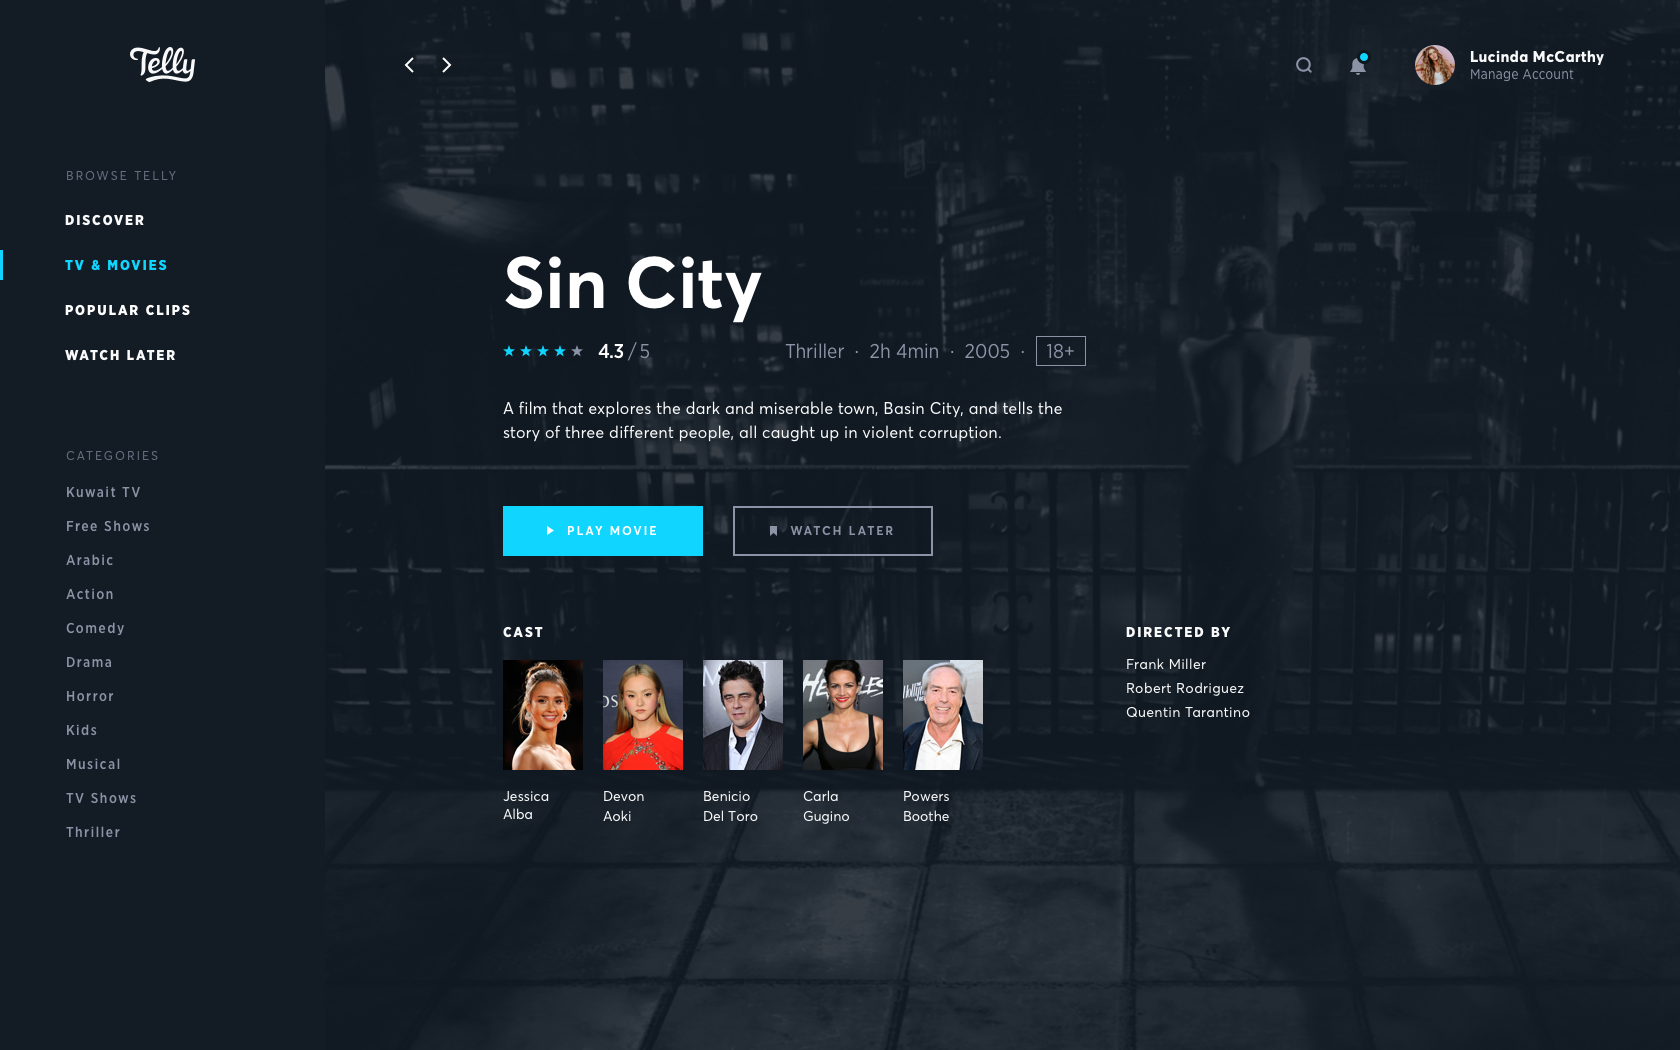 Telly
Lucinda McCarthy
Manage Account
BROWSE TELLY
DISCOVER
TV & MOVIES
POPULAR CLIPS
WATCH LATER
CATEGORIES
Kuwait TV
Free Shows
Arabic
Action
Comedy
Drama
Horror
Kids
Musical
TV Shows
Thriller
Sin City
4.3 / 5
Thriller · 2h 4min · 2005 · 18+
A film that explores the dark and miserable town, Basin City, and tells the
story of three different people, all caught up in violent corruption.
PLAY MOVIE
WATCH LATER
CAST
Jessica
Alba
Devon
Aoki
Benicio
Del Toro
Carla
Gugino
Powers
Boothe
DIRECTED BY
Frank Miller
Robert Rodriguez
Quentin Tarantino